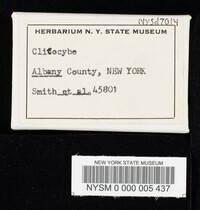 NYSd7014
HERBARIUM N. Y. STATE MUSEUM
Clitocybe
Albany County, NEW YORK
Smith et al. 45801
NEW YORK STATE MUSEUM
NYSM 0 000 005 437